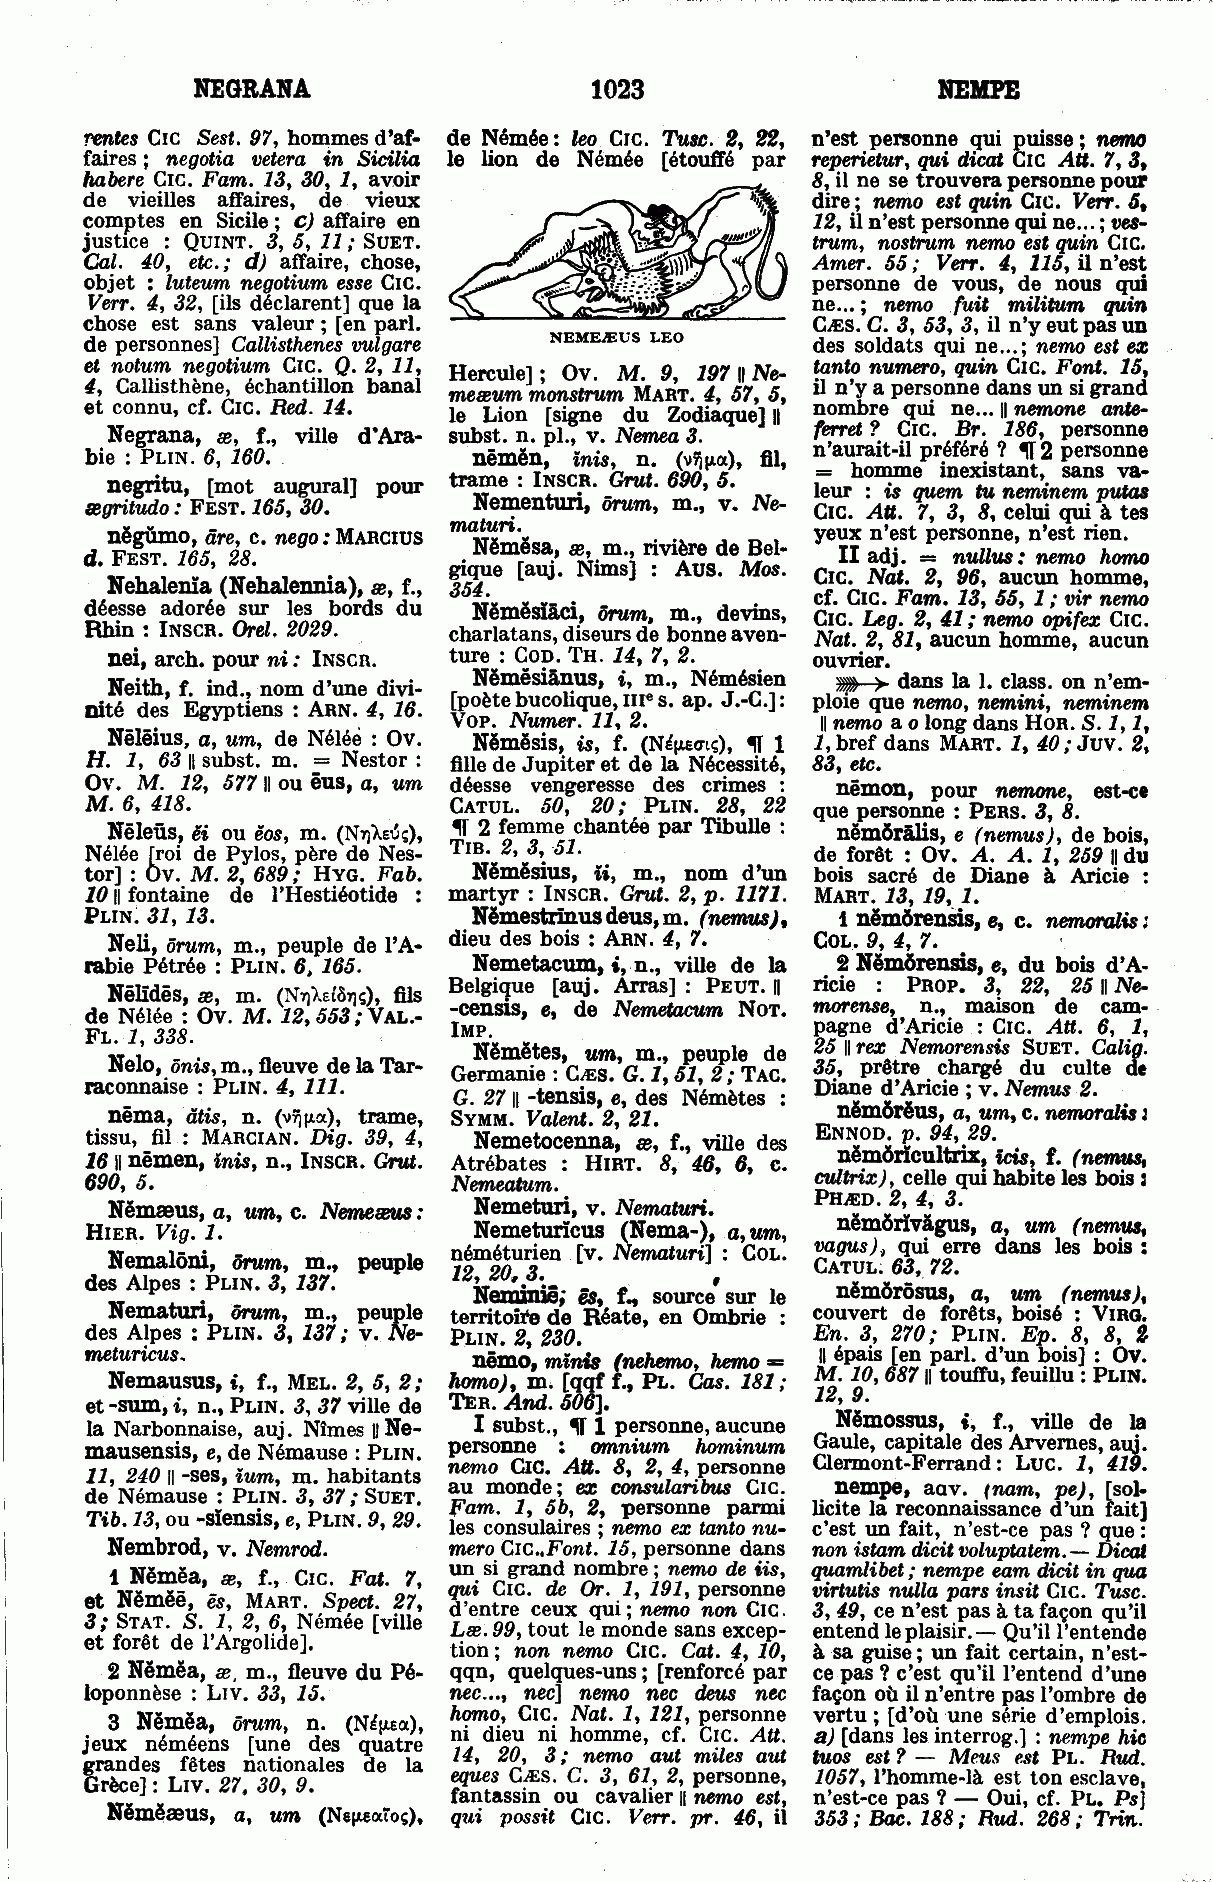 NEGRANA
1023
NEMPE
rentes CIC Sest. 97, hommes d'af-
faires ; negotia vetera in Sicilia
habere CIC. Fam. 13, 30, 1, avoir
de vieilles affaires, de vieux
comptes en Sicile ; c) affaire en
justice : QUINT. 3, 5, 11 ; SUET.
Cal. 40, etc.; d) affaire, chose,
objet : luteum negotium esse CIC.
Verr. 4, 32, [ils déclarent] que la
chose est sans valeur ; [en parl.
de personnes] Callisthenes vulgare
et notum negotium CIC. Q. 2, 11,
4, Callisthène, échantillon banal
et connu, cf. CIC. Red. 14.
Negrana, æ, f., ville d'Ara-
bie : PLIN. 6, 160.
negritu, [mot augural] pour
ægritudo : FEST. 165, 30.
nĕgŭmo, āre, c. nego : MARCIUS
d. FEST. 165, 28.
Nehalenĭa (Nehalennia), æ, f.,
déesse adorée sur les bords du
Rhin : INSCR. Orel. 2029.
nei, arch. pour ni : INSCR.
Neith, f. ind., nom d'une divi-
nité des Egyptiens : ARN. 4, 16.
Nēlēius, a, um, de Nélée : OV.
H. 1, 63 || subst. m. = Nestor :
OV. M. 12, 577 || ou ēus, a, um
M. 6, 418.
Nēleūs, ĕi ou ĕos, m. (Νηλεύς),
Nélée [roi de Pylos, père de Nes-
tor] : OV. M. 2, 689 ; HYG. Fab.
10 || fontaine de l'Hestiéotide :
PLIN. 31, 13.
Neli, ōrum, m., peuple de l'A-
rabie Pétrée : PLIN. 6, 165.
Nēlīdēs, æ, m. (Νηλείδης), fils
de Nélée : OV. M. 12, 553 ; VAL.-
FL. 1, 338.
Nelo, ōnis, m., fleuve de la Tar-
raconnaise : PLIN. 4, 111.
nēma, ătis, n. (νῆμα), trame,
tissu, fil : MARCIAN. Dig. 39, 4,
16 || nēmen, ĭnis, n., INSCR. Grut.
690, 5.
Nĕmæus, a, um, c. Nemeæus :
HIER. Vig. 1.
Nemalōni, ōrum, m., peuple
des Alpes : PLIN. 3, 137.
Nematuri, ōrum, m., peuple
des Alpes : PLIN. 3, 137 ; v. Ne-
meturicus.
Nemausus, i, f., MEL. 2, 5, 2 ;
et -sum, i, n., PLIN. 3, 37 ville de
la Narbonnaise, auj. Nîmes || Ne-
mausensis, e, de Némause : PLIN.
11, 240 || -ses, ium, m. habitants
de Némause : PLIN. 3, 37 ; SUET.
Tib. 13, ou -siensis, e, PLIN. 9, 29.
Nembrod, v. Nemrod.
1 Nĕmĕa, æ, f., CIC. Fat. 7,
et Nĕmĕē, ēs, MART. Spect. 27,
3 ; STAT. S. 1, 2, 6, Némée [ville
et forêt de l'Argolide].
2 Nĕmĕa, æ, m., fleuve du Pé-
loponnèse : LIV. 33, 15.
3 Nĕmĕa, ōrum, n. (Νέμεα),
jeux néméens [une des quatre
grandes fêtes nationales de la
Grèce] : LIV. 27, 30, 9.
Nĕmĕæus, a, um (Νεμεαῖος),
de Némée : leo CIC. Tusc. 2, 22,
le lion de Némée [étouffé par
NEMEÆUS LEO
Hercule] ; OV. M. 9, 197 || Ne-
meæum monstrum MART. 4, 57, 5,
le Lion [signe du Zodiaque] ||
subst. n. pl., v. Nemea 3.
nēmĕn, ĭnis, n. (νῆμα), fil,
trame : INSCR. Grut. 690, 5.
Nementuri, ōrum, m., v. Ne-
maturi.
Nĕmĕsa, æ, m., rivière de Bel-
gique [auj. Nims] : AUS. Mos.
354.
Nĕmĕsĭăci, ōrum, m., devins,
charlatans, diseurs de bonne aven-
ture : COD. TH. 14, 7, 2.
Nĕmĕsiānus, i, m., Némésien
[poète bucolique, IIIe s. ap. J.-C.] :
VOP. Numer. 11, 2.
Nĕmĕsis, is, f. (Νέμεσις), ¶ 1
fille de Jupiter et de la Nécessité,
déesse vengeresse des crimes :
CATUL. 50, 20 ; PLIN. 28, 22
¶ 2 femme chantée par Tibulle :
TIB. 2, 3, 51.
Nĕmĕsius, ĭi, m., nom d'un
martyr : INSCR. Grut. 2, p. 1171.
Nĕmestrīnus deus, m. (nemus),
dieu des bois : ARN. 4, 7.
Nemetacum, i, n., ville de la
Belgique [auj. Arras] : PEUT. ||
-censis, e, de Nemetacum NOT.
IMP.
Nĕmĕtes, um, m., peuple de
Germanie : CÆS. G. 1, 51, 2 ; TAC.
G. 27 || -tensis, e, des Némètes :
SYMM. Valent. 2, 21.
Nemetocenna, æ, f., ville des
Atrébates : HIRT. 8, 46, 6, c.
Nemeatum.
Nemeturi, v. Nematuri.
Nemeturĭcus (Nema-), a, um,
néméturien [v. Nematuri] : COL.
12, 20, 3.
Neminiē, ēs, f., source sur le
territoire de Réate, en Ombrie :
PLIN. 2, 230.
nēmo, mĭnis (nehemo, hemo =
homo), m. [qqf f., PL. Cas. 181 ;
TER. And. 506].
I subst., ¶ 1 personne, aucune
personne : omnium hominum
nemo CIC. Att. 8, 2, 4, personne
au monde ; ex consularibus CIC.
Fam. 1, 5b, 2, personne parmi
les consulaires ; nemo ex tanto nu-
mero CIC., Font. 15, personne dans
un si grand nombre ; nemo de iis,
qui CIC. de Or. 1, 191, personne
d'entre ceux qui ; nemo non CIC.
Læ. 99, tout le monde sans excep-
tion ; non nemo CIC. Cat. 4, 10,
qqn, quelques-uns ; [renforcé par
nec..., nec] nemo nec deus nec
homo, CIC. Nat. 1, 121, personne
ni dieu ni homme, cf. CIC. Att.
14, 20, 3 ; nemo aut miles aut
eques CÆS. C. 3, 61, 2, personne,
fantassin ou cavalier || nemo est,
qui possit CIC. Verr. pr. 46, il
n'est personne qui puisse ; nemo
reperietur, qui dicat CIC Att. 7, 3,
8, il ne se trouvera personne pour
dire ; nemo est quin CIC. Verr. 5,
12, il n'est personne qui ne... ; ves-
trum, nostrum nemo est quin CIC.
Amer. 55 ; Verr. 4, 115, il n'est
personne de vous, de nous qui
ne... ; nemo fuit militum quin
CÆS. C. 3, 53, 3, il n'y eut pas un
des soldats qui ne...; nemo est ex
tanto numero, quin CIC. Font. 15,
il n'y a personne dans un si grand
nombre qui ne... || nemone ante-
ferret ? CIC. Br. 186, personne
n'aurait-il préféré ? ¶ 2 personne
= homme inexistant, sans va-
leur : is quem tu neminem putas
CIC. Att. 7, 3, 8, celui qui à tes
yeux n'est personne, n'est rien.
II adj. = nullus : nemo homo
CIC. Nat. 2, 96, aucun homme,
cf. CIC. Fam. 13, 55, 1 ; vir nemo
CIC. Leg. 2, 41 ; nemo opifex CIC.
Nat. 2, 81, aucun homme, aucun
ouvrier.
➳ dans la l. class. on n'em-
ploie que nemo, nemini, neminem
|| nemo a o long dans HOR. S. 1, 1,
1, bref dans MART. 1, 40 ; JUV. 2,
83, etc.
nēmon, pour nemone, est-ce
que personne : PERS. 3, 8.
nĕmŏrālis, e (nemus), de bois,
de forêt : OV. A. A. 1, 259 || du
bois sacré de Diane à Aricie :
MART. 13, 19, 1.
1 nĕmŏrensis, e, c. nemoralis :
COL. 9, 4, 7.
2 Nĕmŏrensis, e, du bois d'A-
ricie : PROP. 3, 22, 25 || Ne-
morense, n., maison de cam-
pagne d'Aricie : CIC. Att. 6, 1,
25 || rex Nemorensis SUET. Calig.
35, prêtre chargé du culte de
Diane d'Aricie ; v. Nemus 2.
nĕmŏrĕus, a, um, c. nemoralis :
ENNOD. p. 94, 29.
nĕmŏrĭcultrix, īcis, f. (nemus,
cultrix), celle qui habite les bois :
PHÆD. 2, 4, 3.
nĕmŏrĭvăgus, a, um (nemus,
vagus), qui erre dans les bois :
CATUL. 63, 72.
nĕmŏrōsus, a, um (nemus),
couvert de forêts, boisé : VIRG.
En. 3, 270 ; PLIN. Ep. 8, 8, 2
|| épais [en parl. d'un bois] : OV.
M. 10, 687 || touffu, feuillu : PLIN.
12, 9.
Nĕmossus, i, f., ville de la
Gaule, capitale des Arvernes, auj.
Clermont-Ferrand : LUC. 1, 419.
nempe, adv. (nam, pe), [sol-
licite la reconnaissance d'un fait]
c'est un fait, n'est-ce pas ? que :
non istam dicit voluptatem. — Dicat
quamlibet ; nempe eam dicit in qua
virtutis nulla pars insit CIC. Tusc.
3, 49, ce n'est pas à ta façon qu'il
entend le plaisir. — Qu'il l'entende
à sa guise ; un fait certain, n'est-
ce pas ? c'est qu'il l'entend d'une
façon où il n'entre pas l'ombre de
vertu ; [d'où une série d'emplois.
a) [dans les interrog.] : nempe hic
tuos est ? — Meus est PL. Rud.
1057, l'homme-là est ton esclave,
n'est-ce pas ? — Oui, cf. PL. Ps]
353 ; Bac. 188 ; Rud. 268 ; Trin.